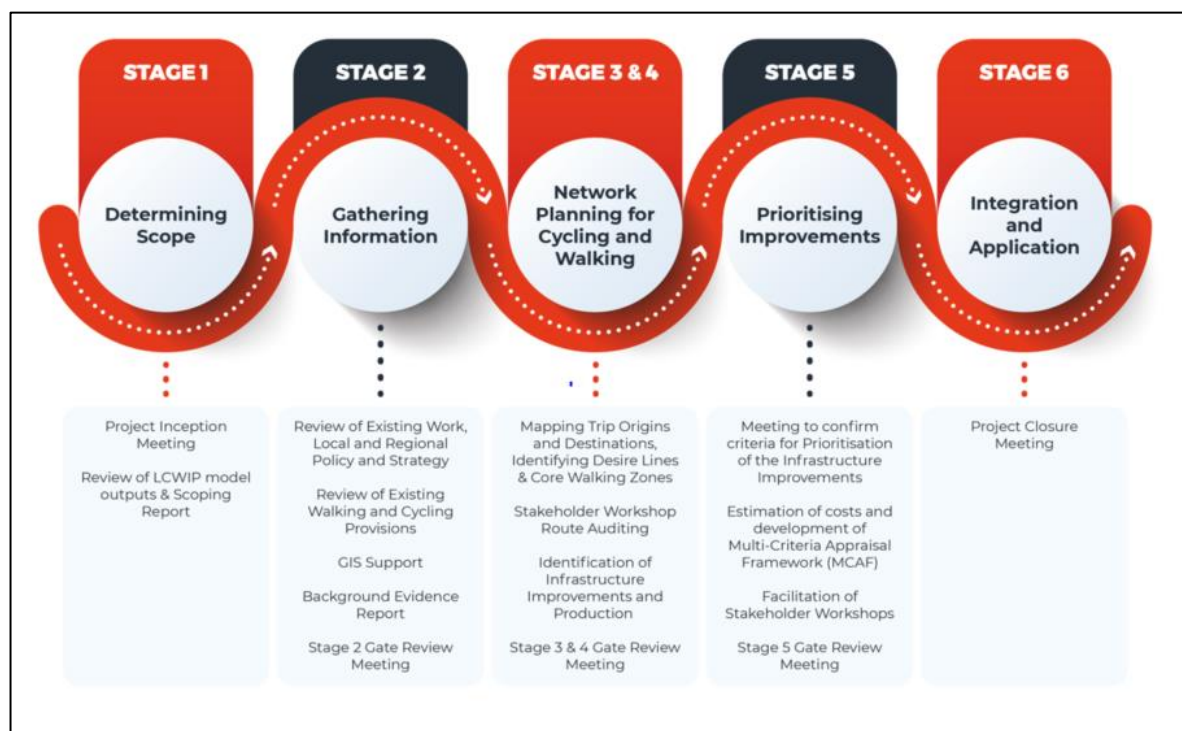 STAGE 1
STAGE 2
STAGE 3 & 4
STAGE 5
STAGE 6
Determining
Scope
Gathering
Information
Network
Planning for
Cycling and
Walking
Prioritising
Improvements
Integration
and
Application
Project Inception
Meeting
Review of LCWIP model
outputs & Scoping
Report
Review of Existing Work,
Local and Regional
Policy and Strategy
Review of Existing
Walking and Cycling
Provisions
GIS Support
Background Evidence
Report
Stage 2 Gate Review
Meeting
Mapping Trip Origins
and Destinations,
Identifying Desire Lines
& Core Walking Zones
Stakeholder Workshop
Route Auditing
Identification of
Infrastructure
Improvements and
Production
Stage 3 & 4 Gate Review
Meeting
Meeting to confirm
criteria for Prioritisation
of the Infrastructure
Improvements
Estimation of costs and
development of
Multi-Criteria Appraisal
Framework (MCAF)
Facilitation of
Stakeholder Workshops
Stage 5 Gate Review
Meeting
Project Closure
Meeting